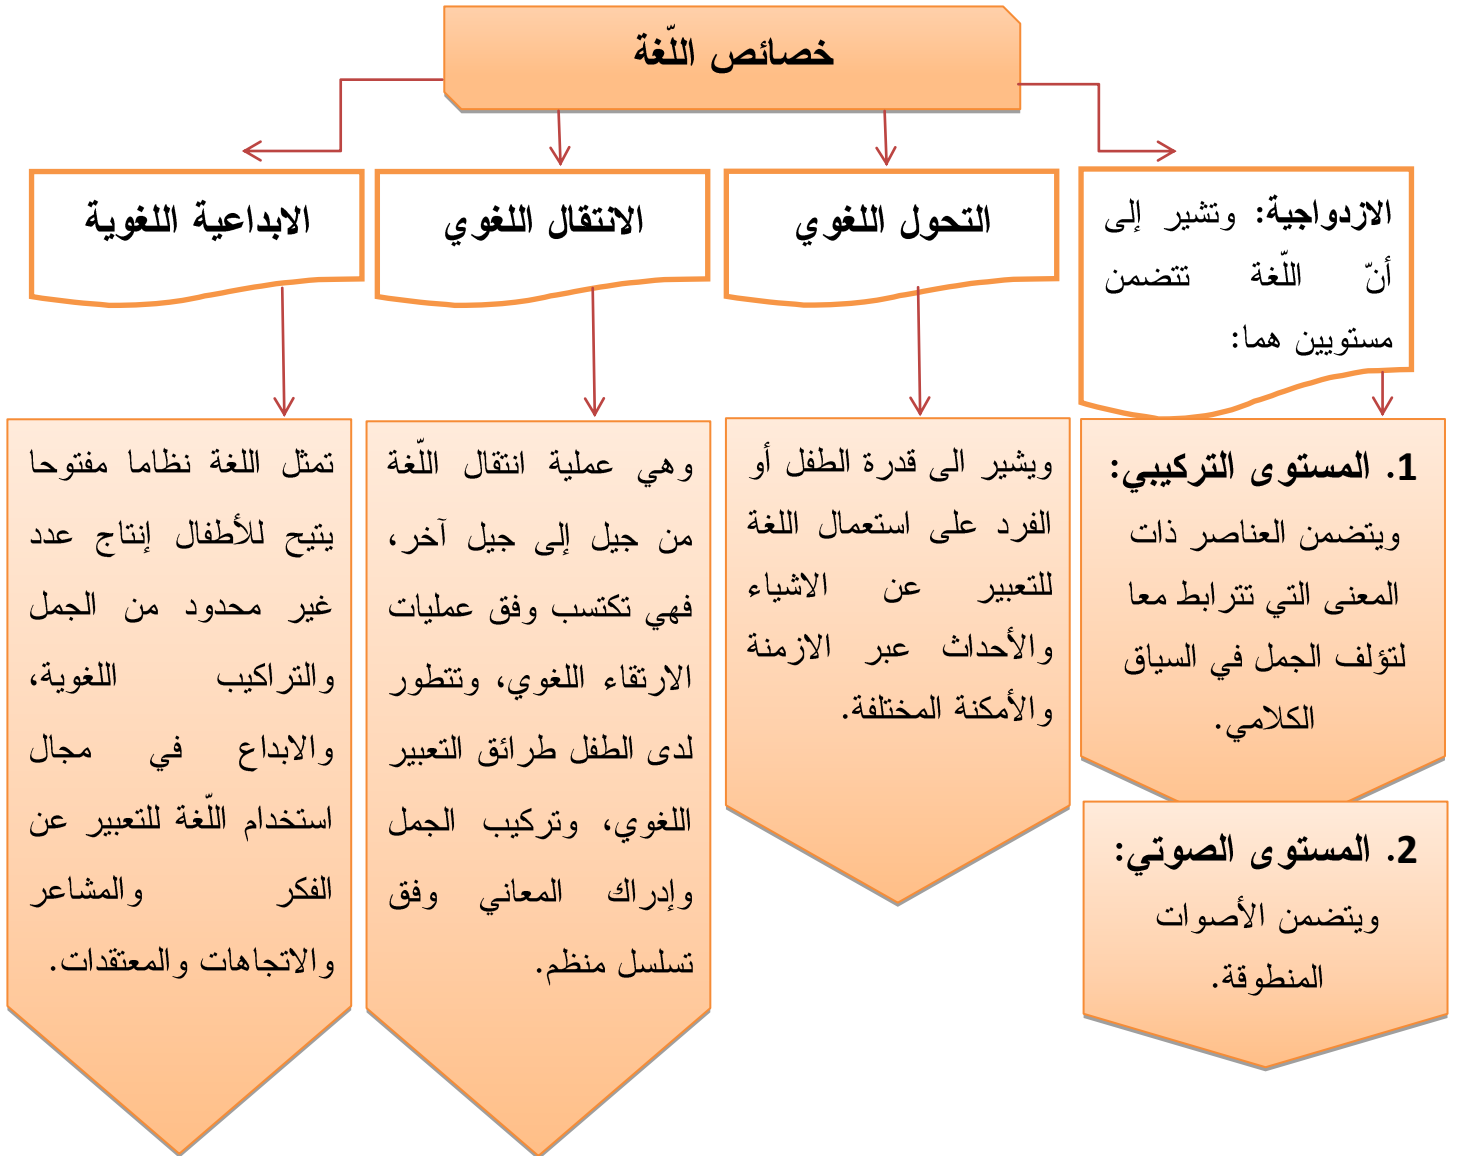 خصائص اللّغة
الازدواجية: وتشير إلى
أنّ اللّغة تتضمن
مستويين هما:
1. المستوى التركيبي:
ويتضمن العناصر ذات
المعنى التي تترابط معا
لتؤلف الجمل في السياق
الكلامي.
2. المستوى الصوتي:
ويتضمن الأصوات
المنطوقة.
التحول اللغوي
ويشير الى قدرة الطفل أو
الفرد على استعمال اللغة
للتعبير عن الاشياء
والأحداث عبر الازمنة
والأمكنة المختلفة.
الانتقال اللغوي
وهي عملية انتقال اللّغة
من جيل إلى جيل آخر،
فهي تكتسب وفق عمليات
الارتقاء اللغوي، وتتطور
لدى الطفل طرائق التعبير
اللغوي، وتركيب الجمل
وإدراك المعاني وفق
تسلسل منظم.
الابداعية اللغوية
تمثل اللغة نظاما مفتوحا
يتيح للأطفال إنتاج عدد
غير محدود من الجمل
والتراكيب اللغوية،
والابداع في مجال
استخدام اللّغة للتعبير عن
الفكر والمشاعر
والاتجاهات والمعتقدات.